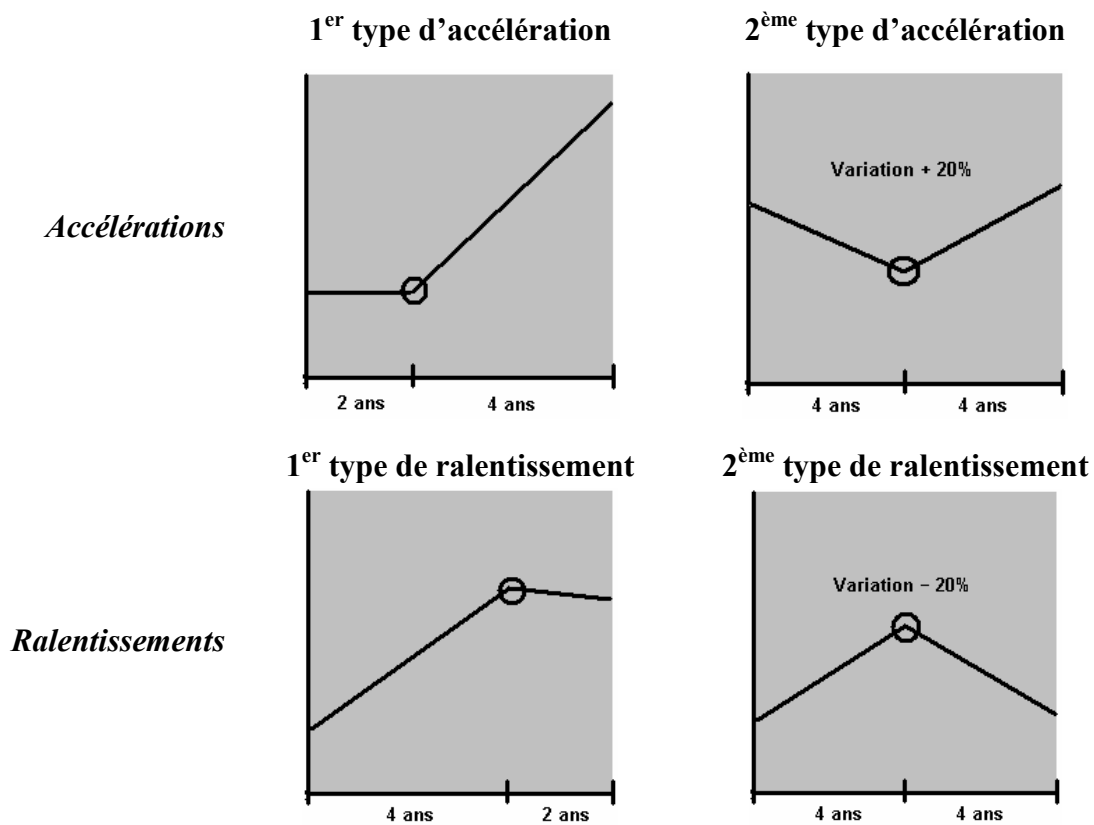 1er type d’accélération
2ème type d’accélération
Accélérations
Variation + 20%
2 ans
4 ans
4 ans
4 ans
1er type de ralentissement
2ème type de ralentissement
Ralentissements
Variation – 20%
4 ans
2 ans
4 ans
4 ans